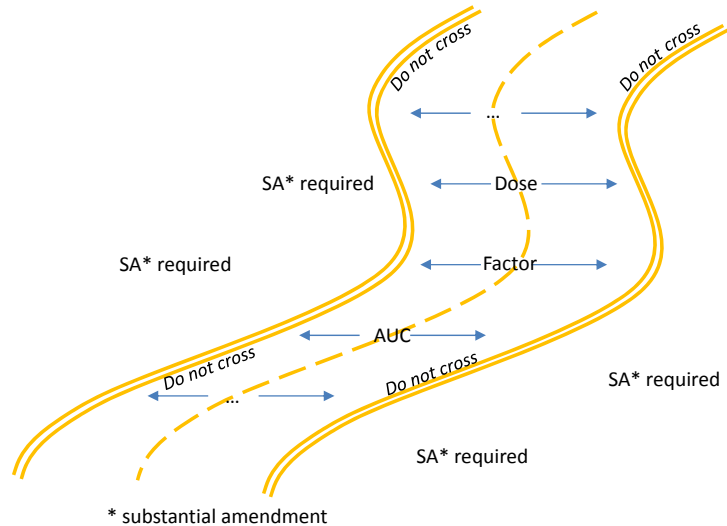 Do not cross
Do not cross
...
SA* required
Dose
SA* required
Factor
AUC
Do not cross
Do not cross
...
SA* required
SA* required
* substantial amendment